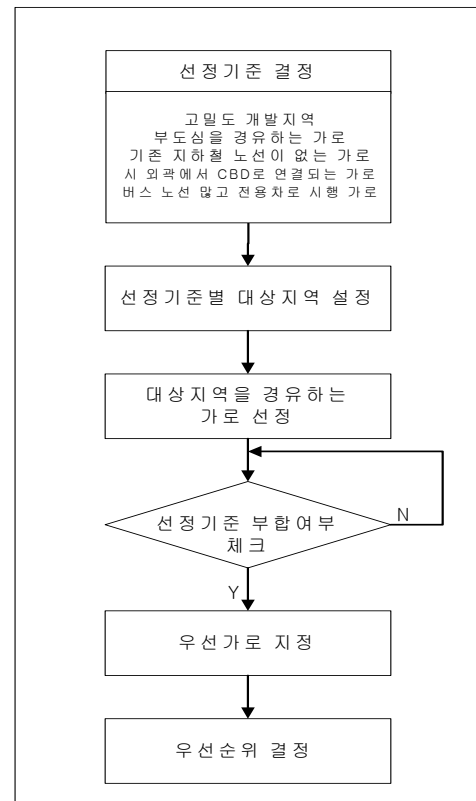 선정기준 결정
고밀도 개발지역
부도심을 경유하는 가로
기존 지하철 노선이 없는 가로
시 외곽에서 CBD로 연결되는 가로
버스 노선 많고 전용차로 시행 가로
선정기준별 대상지역 설정
대상지역을 경유하는
가로 선정
선정기준 부합여부
체크
N
Y
우선가로 지정
우선순위 결정